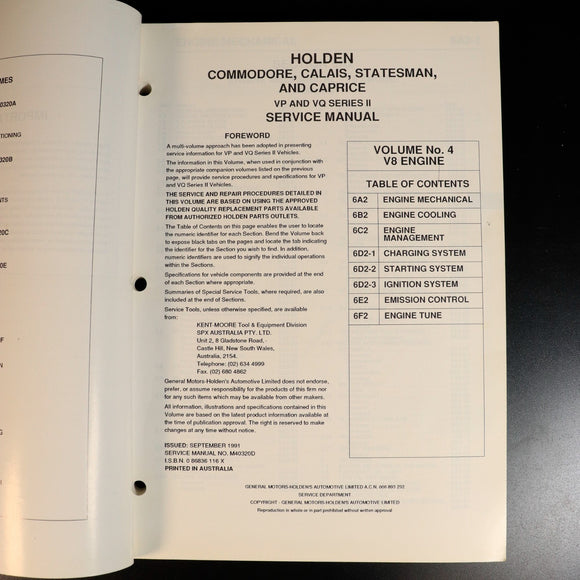 MES
0320A
TIONING
0320B
NTS
20C
0E
F
N
NG
HOLDEN
COMMODORE, CALAIS, STATESMAN,
AND CAPRICE
VP AND VQ SERIES II
SERVICE MANUAL
FOREWORD
A multi-volume approach has been adopted in presenting
service information for VP and VQ Series II Vehicles.
The information in this Volume, when used in conjunction with
the appropriate companion volumes listed on the previous
page, will provide service procedures and specifications for VP
and VQ Series II Vehicles.
THE SERVICE AND REPAIR PROCEDURES DETAILED IN
THIS VOLUME ARE BASED ON USING THE APPROVED
HOLDEN QUALITY REPLACEMENT PARTS AVAILABLE
FROM AUTHORIZED HOLDEN PARTS OUTLETS.
The Table of Contents on this page enables the user to locate
the numeric identifier for each Section. Bend the Volume back
to expose black tabs on the pages and locate the tab indicating
the identifier for the Section you wish to find. In addition,
numeric identifiers are used to signify the individual operations
within the Section.
Specifications for vehicle components are provided at the end
of each Section where appropriate.
Summaries of Special Service Tools, where required, are also
included at the end of Sections.
Service Tools, unless otherwise specified, are available
from:
KENT-MOORE Tool & Equipment Division
SPX AUSTRALIA PTY. LTD.
Unit 2, 8 Gladstone Road,
Castle Hill, New South Wales,
Australia, 2154.
Telephone: (02) 634 4999
Fax. (02) 680 4862
General Motors-Holden's Automotive Limited does not endorse,
prefer, or assume responsibility for the products of this firm nor
for any such items which may be available from other makers.
All information, illustrations and specifications contained in this
Volume are based on the latest product information available at
the time of publication approval. The right is reserved to make
changes at any time without notice.
ISSUED: SEPTEMBER 1991
SERVICE MANUAL NO. M40320D
I.S.B.N. 0 86836 116 X
PRINTED IN AUSTRALIA
VOLUME No. 4
V8 ENGINE
TABLE OF CONTENTS
6A2 ENGINE MECHANICAL
6B2 ENGINE COOLING
6C2 ENGINE
MANAGEMENT
6D2-1 CHARGING SYSTEM
6D2-2 STARTING SYSTEM
6D2-3 IGNITION SYSTEM
6E2 EMISSION CONTROL
6F2 ENGINE TUNE
GENERAL MOTORS-HOLDEN'S AUTOMOTIVE LIMITED A.C.N. 006 893 232
SERVICE DEPARTMENT
COPYRIGHT - GENERAL MOTORS-HOLDEN'S AUTOMOTIVE LIMITED
Reproduction in whole or in part prohibited without written approval